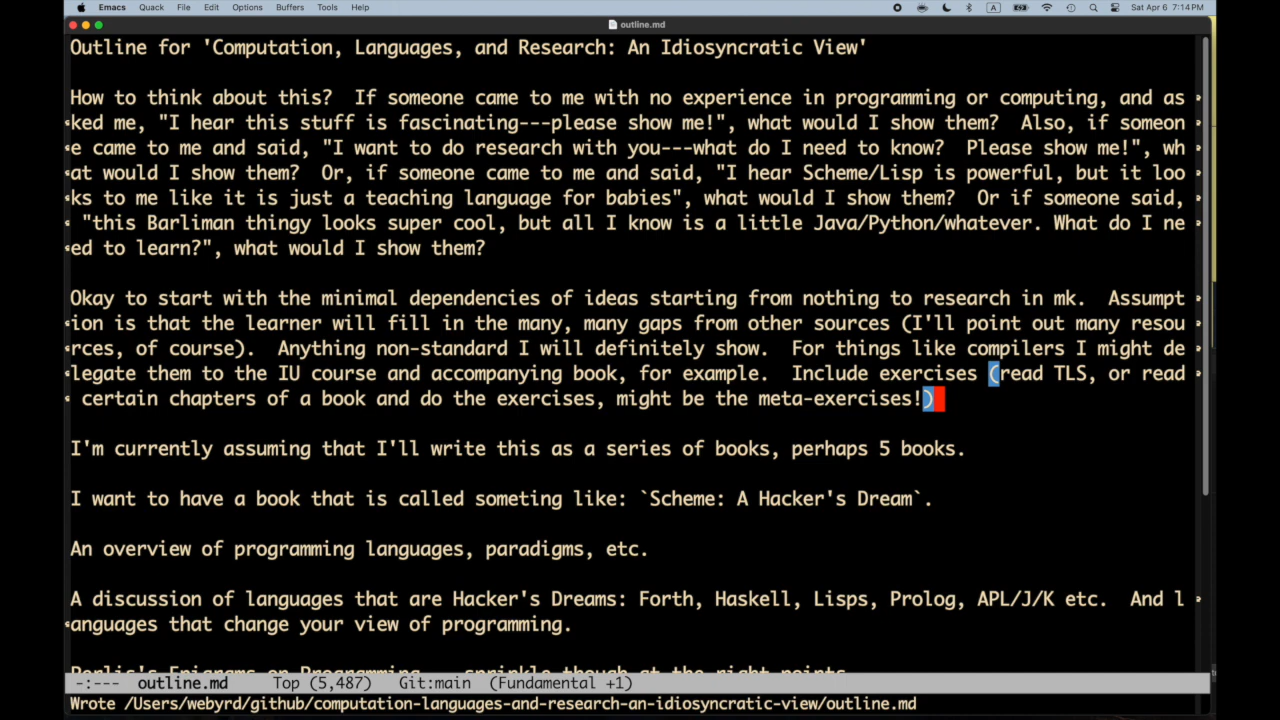 Emacs Quack File Edit Options Buffers Tools Help A Sat Apr 6 7:14 PM
outline.md
Outline for 'Computation, Languages, and Research: An Idiosyncratic View'
How to think about this?  If someone came to me with no experience in programming or computing, and as
ked me, "I hear this stuff is fascinating---please show me!", what would I show them?  Also, if someon
e came to me and said, "I want to do research with you---what do I need to know?  Please show me!", wh
at would I show them?  Or, if someone came to me and said, "I hear Scheme/Lisp is powerful, but it loo
ks to me like it is just a teaching language for babies", what would I show them?  Or if someone said,
"this Barliman thingy looks super cool, but all I know is a little Java/Python/whatever. What do I ne
ed to learn?", what would I show them?
Okay to start with the minimal dependencies of ideas starting from nothing to research in mk.  Assumpt
ion is that the learner will fill in the many, many gaps from other sources (I'll point out many resou
rces, of course).  Anything non-standard I will definitely show.  For things like compilers I might de
legate them to the IU course and accompanying book, for example.  Include exercises (read TLS, or read
certain chapters of a book and do the exercises, might be the meta-exercises!)
I'm currently assuming that I'll write this as a series of books, perhaps 5 books.
I want to have a book that is called someting like: `Scheme: A Hacker's Dream`.
An overview of programming languages, paradigms, etc.
A discussion of languages that are Hacker's Dreams: Forth, Haskell, Lisps, Prolog, APL/J/K etc.  And l
anguages that change your view of programming.
Perlis's Epigrams on Programming -- sprinkle though at the right points
-:---  outline.md  Top (5,487)  Git:main  (Fundamental +1)
Wrote /Users/webyrd/github/computation-languages-and-research-an-idiosyncratic-view/outline.md